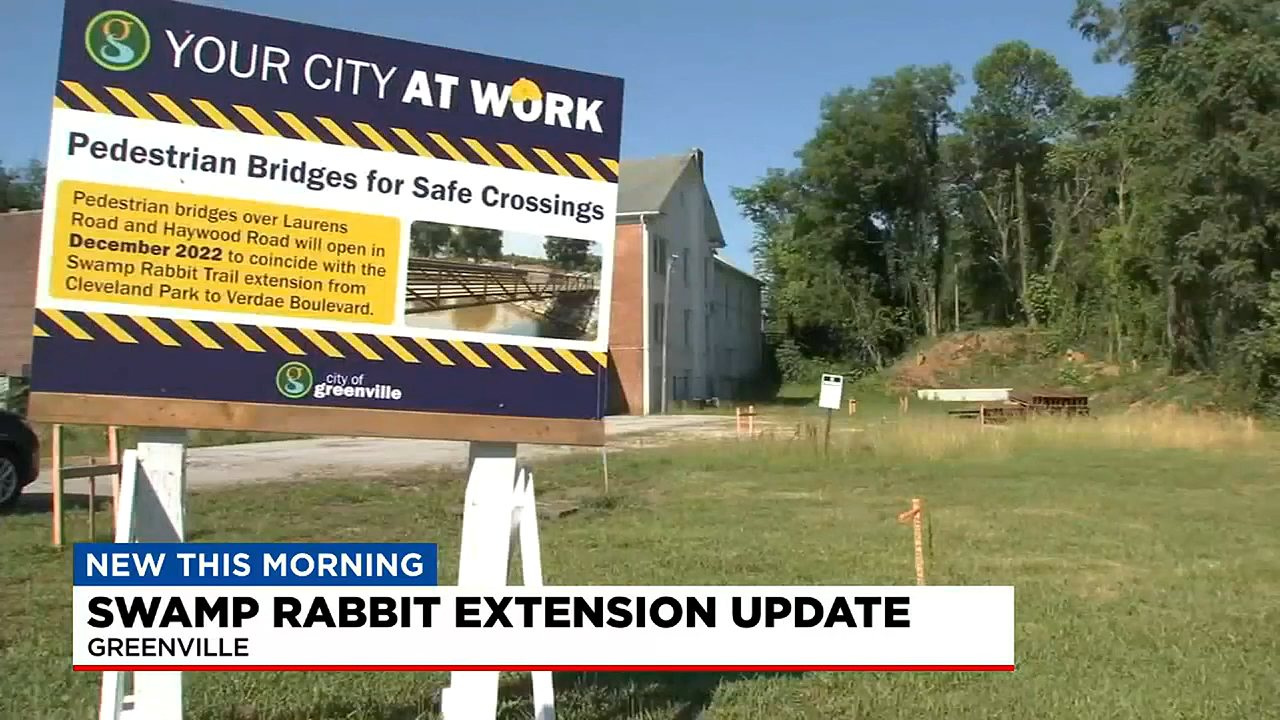 YOUR CITY AT WORK
Pedestrian Bridges for Safe Crossings
Pedestrian bridges over Laurens
Road and Haywood Road will open in
December 2022 to coincide with the
Swamp Rabbit Trail extension from
Cleveland Park to Verdae Boulevard.
city of
greenville
NEW THIS MORNING
SWAMP RABBIT EXTENSION UPDATE
GREENVILLE